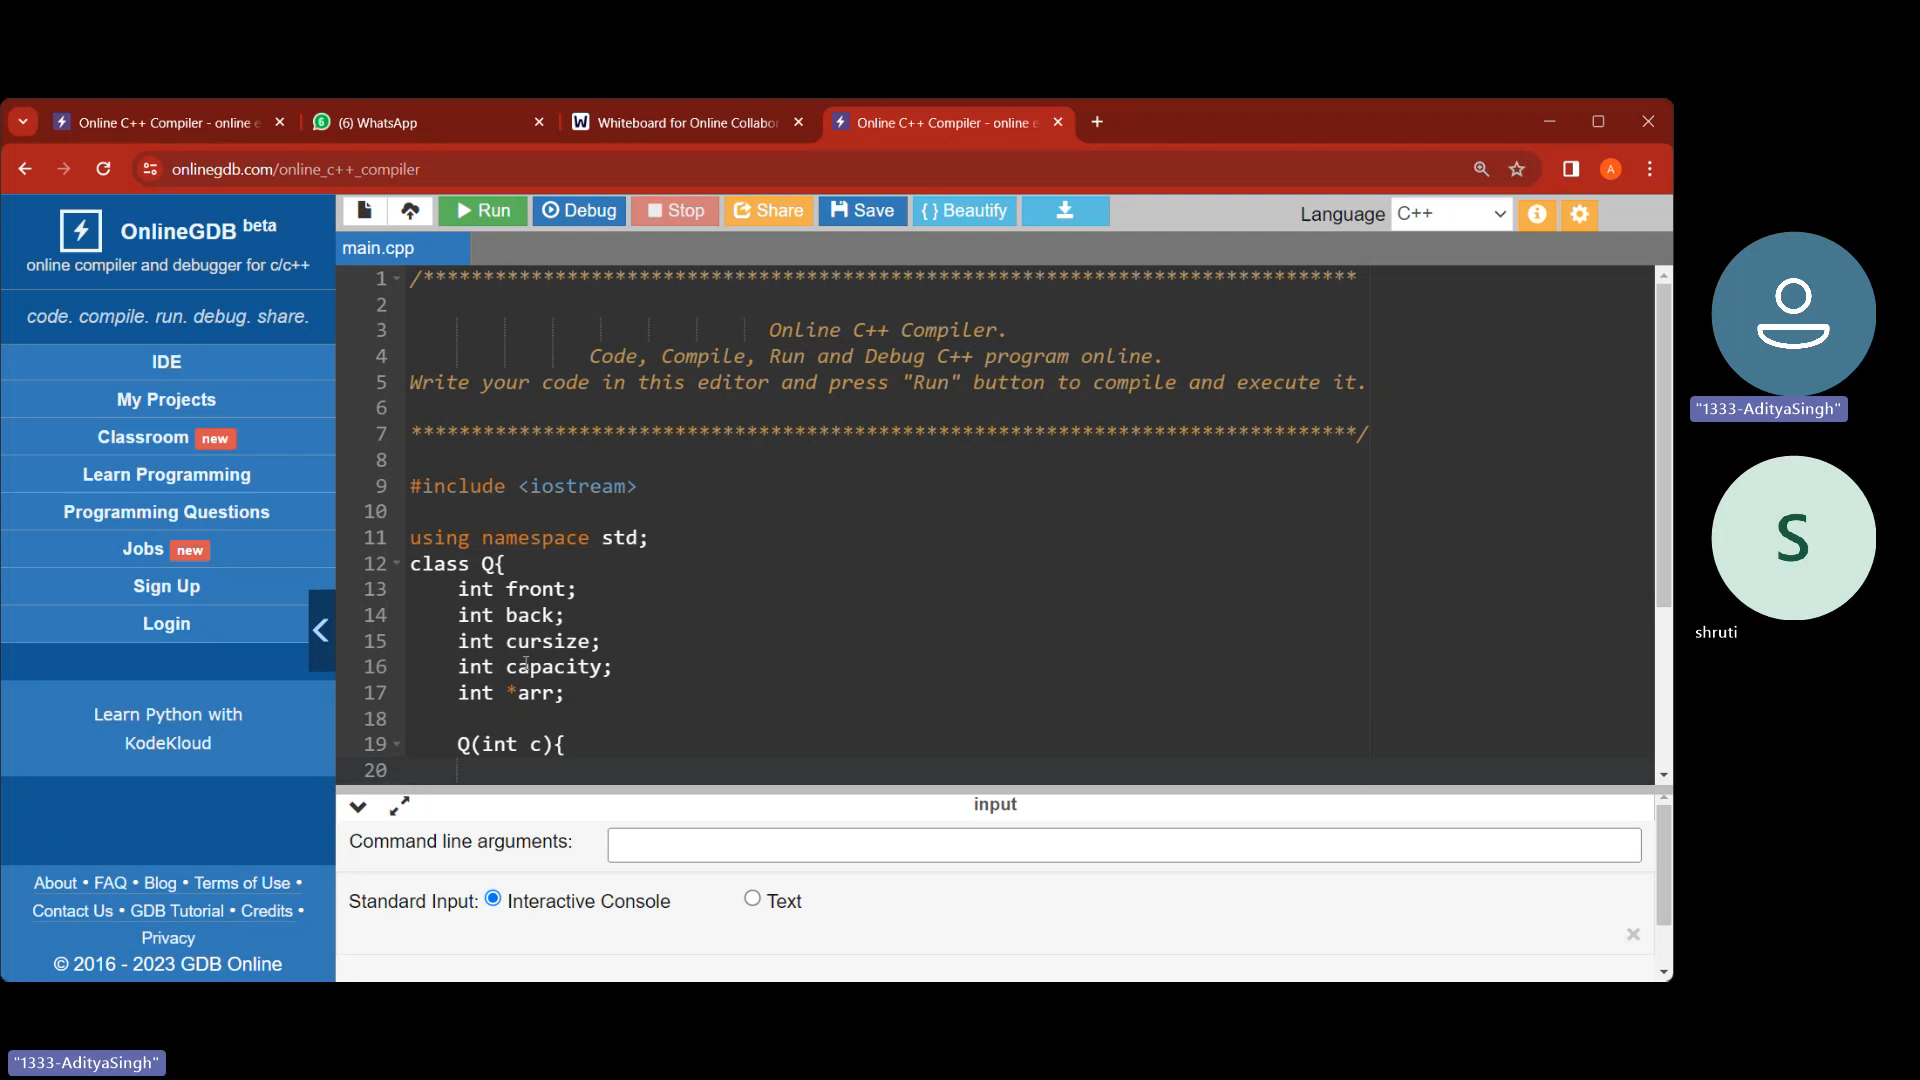 Online C++ Compiler - online e
(6) WhatsApp
Whiteboard for Online Collabor
Online C++ Compiler - online e
onlinegdb.com/online_c++_compiler
A
OnlineGDB beta
online compiler and debugger for c/c++
code. compile. run. debug. share.
IDE
My Projects
Classroom new
Learn Programming
Programming Questions
Jobs new
Sign Up
Login
Learn Python with
KodeKloud
About • FAQ • Blog • Terms of Use •
Contact Us • GDB Tutorial • Credits •
Privacy
© 2016 - 2023 GDB Online
Run
Debug
Stop
Share
Save
{ } Beautify
Language C++
main.cpp
1 /******************************************************************************
2
3 Online C++ Compiler.
4 Code, Compile, Run and Debug C++ program online.
5 Write your code in this editor and press "Run" button to compile and execute it.
6
7 *******************************************************************************/
8
9 #include <iostream>
10
11 using namespace std;
12 class Q{
13 int front;
14 int back;
15 int cursize;
16 int capacity;
17 int *arr;
18
19 Q(int c){
20
input
Command line arguments:
Standard Input: Interactive Console Text
"1333-AdityaSingh"
S
shruti
"1333-AdityaSingh"